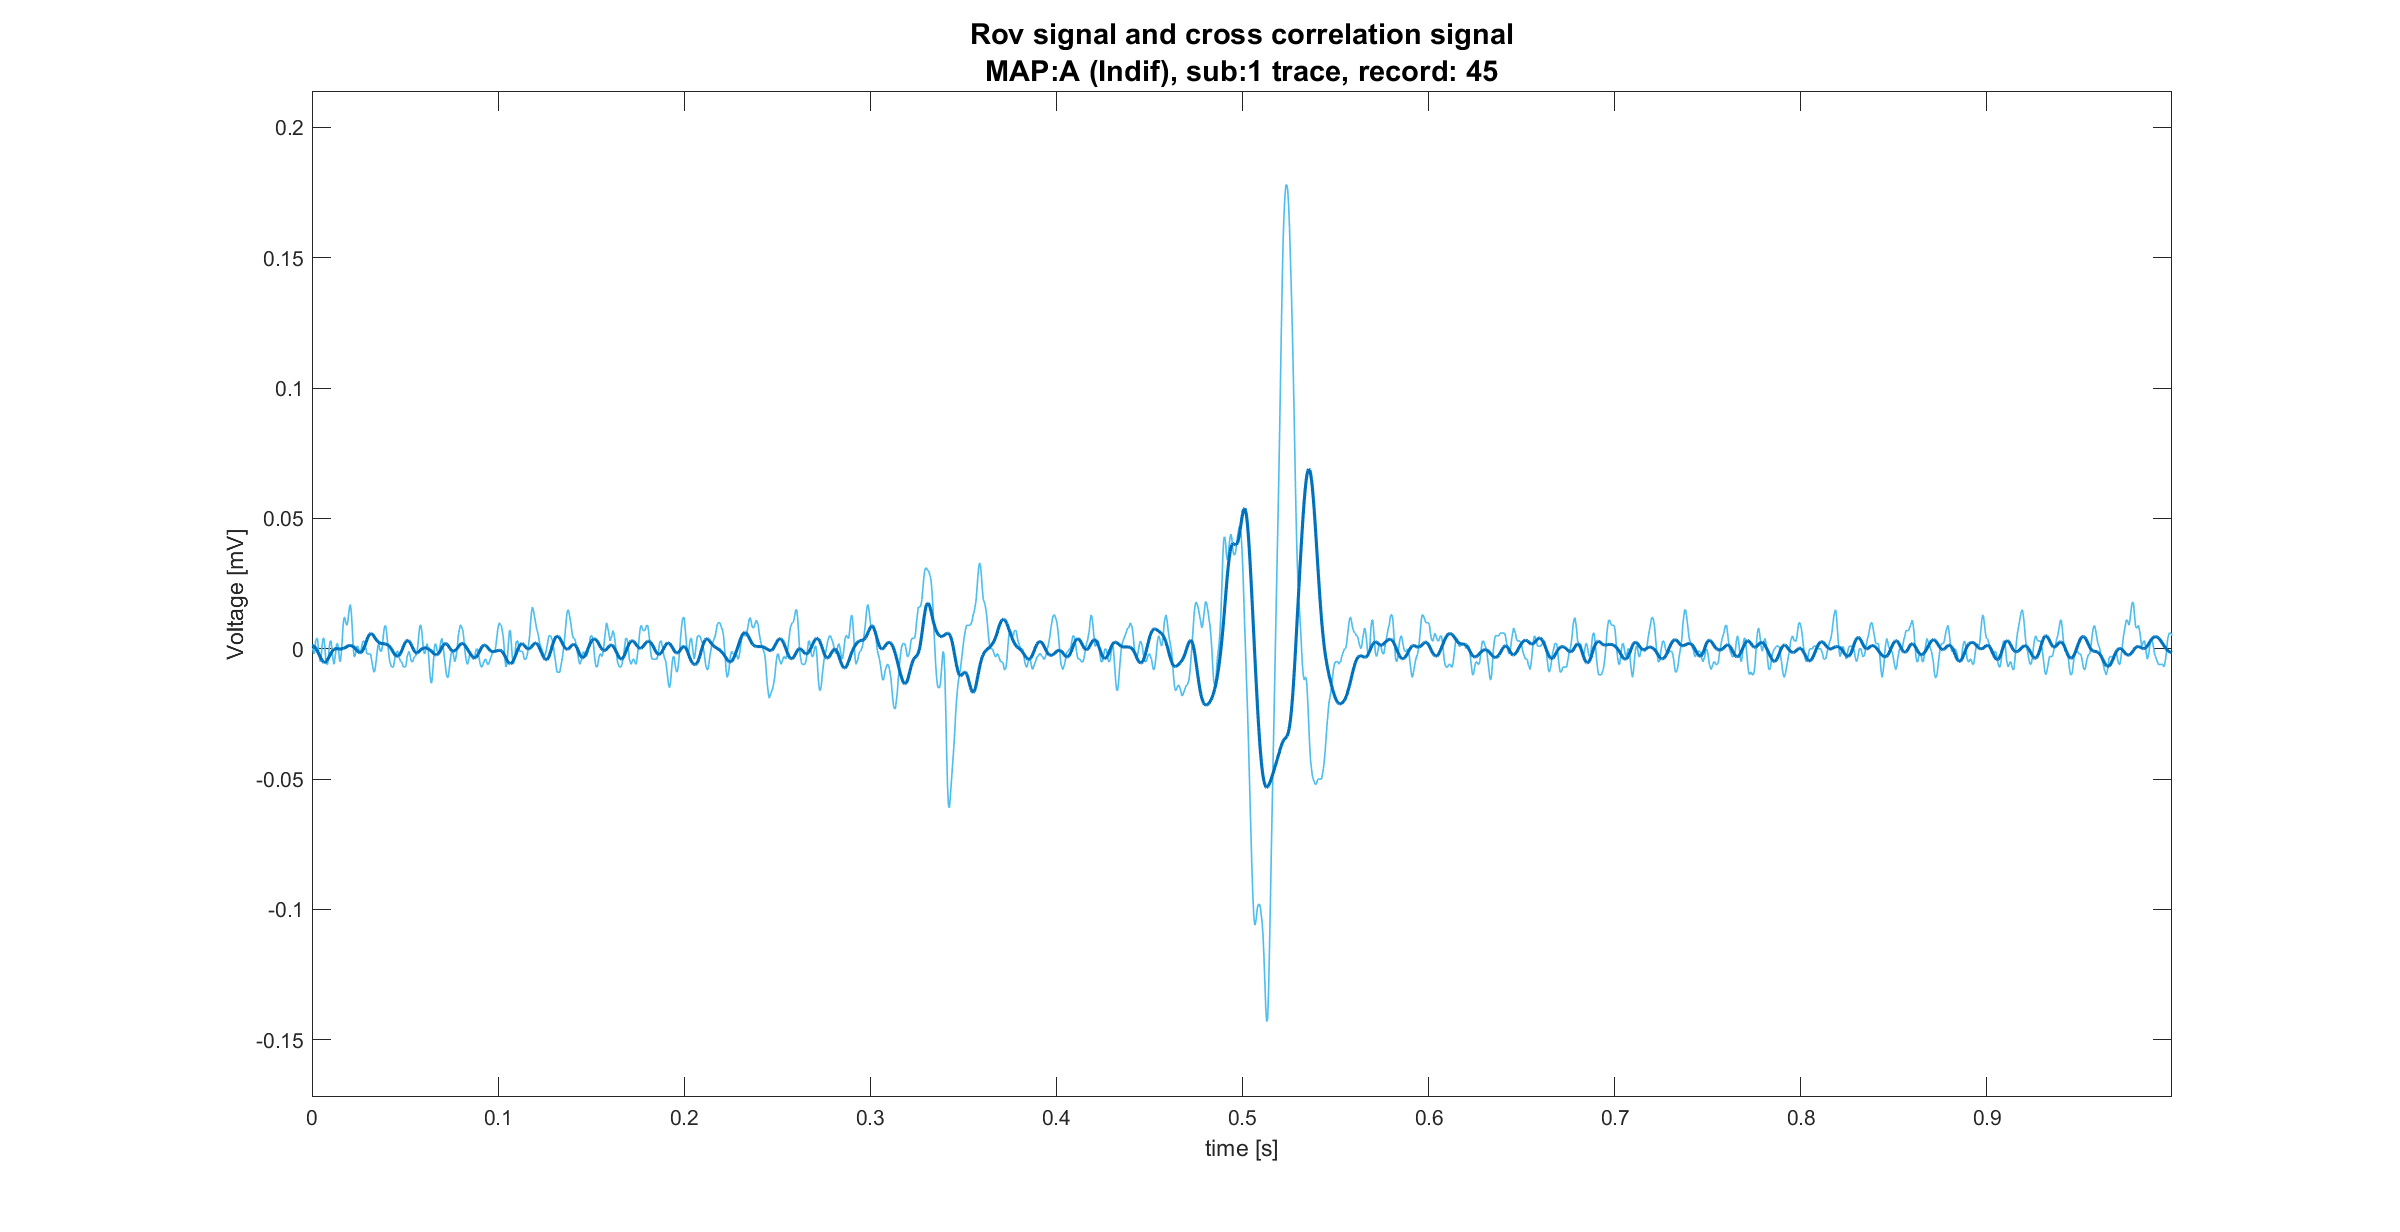 Rov signal and cross correlation signal
MAP:A (Indif), sub:1 trace, record: 45
0.2
0.15
0.1
0.05
0
-0.05
-0.1
-0.15
Voltage [mV]
0 0.1 0.2 0.3 0.4 0.5 0.6 0.7 0.8 0.9
time [s]